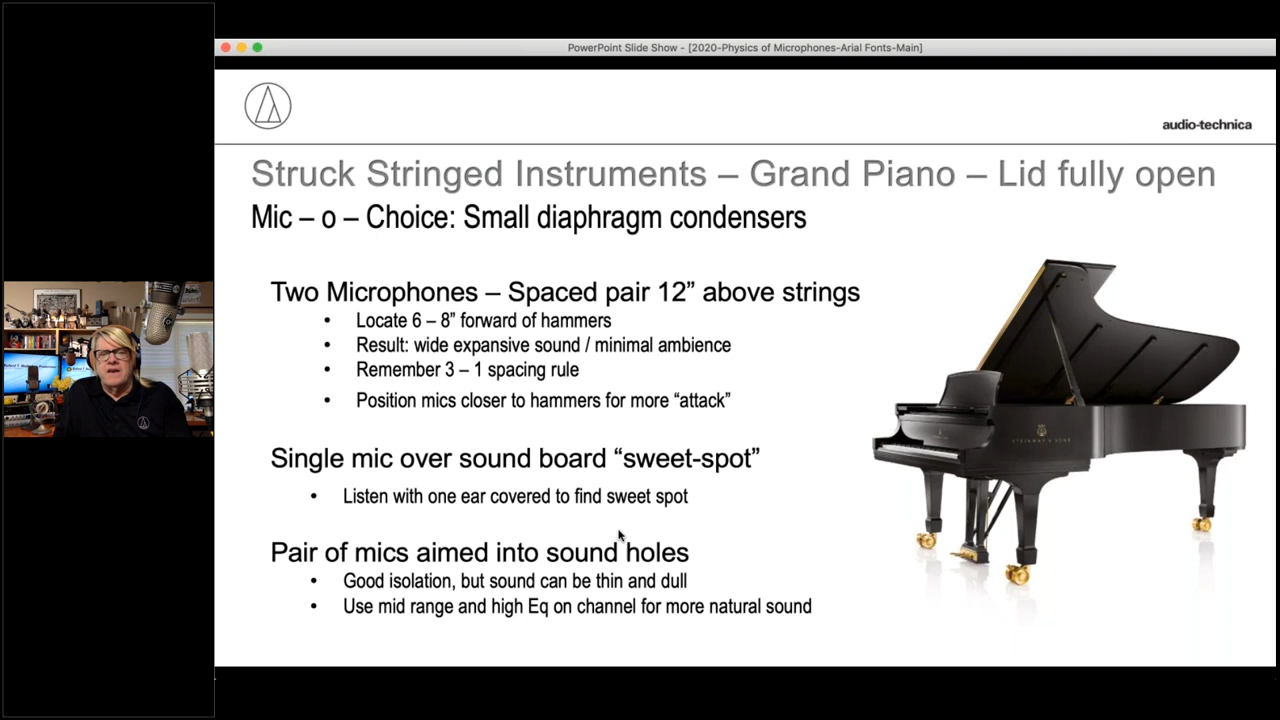 PowerPoint Slide Show - [2020-Physics of Microphones-Arial Fonts-Main]
audio-technica
Struck Stringed Instruments – Grand Piano – Lid fully open
Mic – o – Choice: Small diaphragm condensers
Two Microphones – Spaced pair 12” above strings
• Locate 6 – 8” forward of hammers
• Result: wide expansive sound / minimal ambience
• Remember 3 – 1 spacing rule
• Position mics closer to hammers for more “attack”
Single mic over sound board “sweet-spot”
• Listen with one ear covered to find sweet spot
Pair of mics aimed into sound holes
• Good isolation, but sound can be thin and dull
• Use mid range and high Eq on channel for more natural sound
STEINWAY & SONS